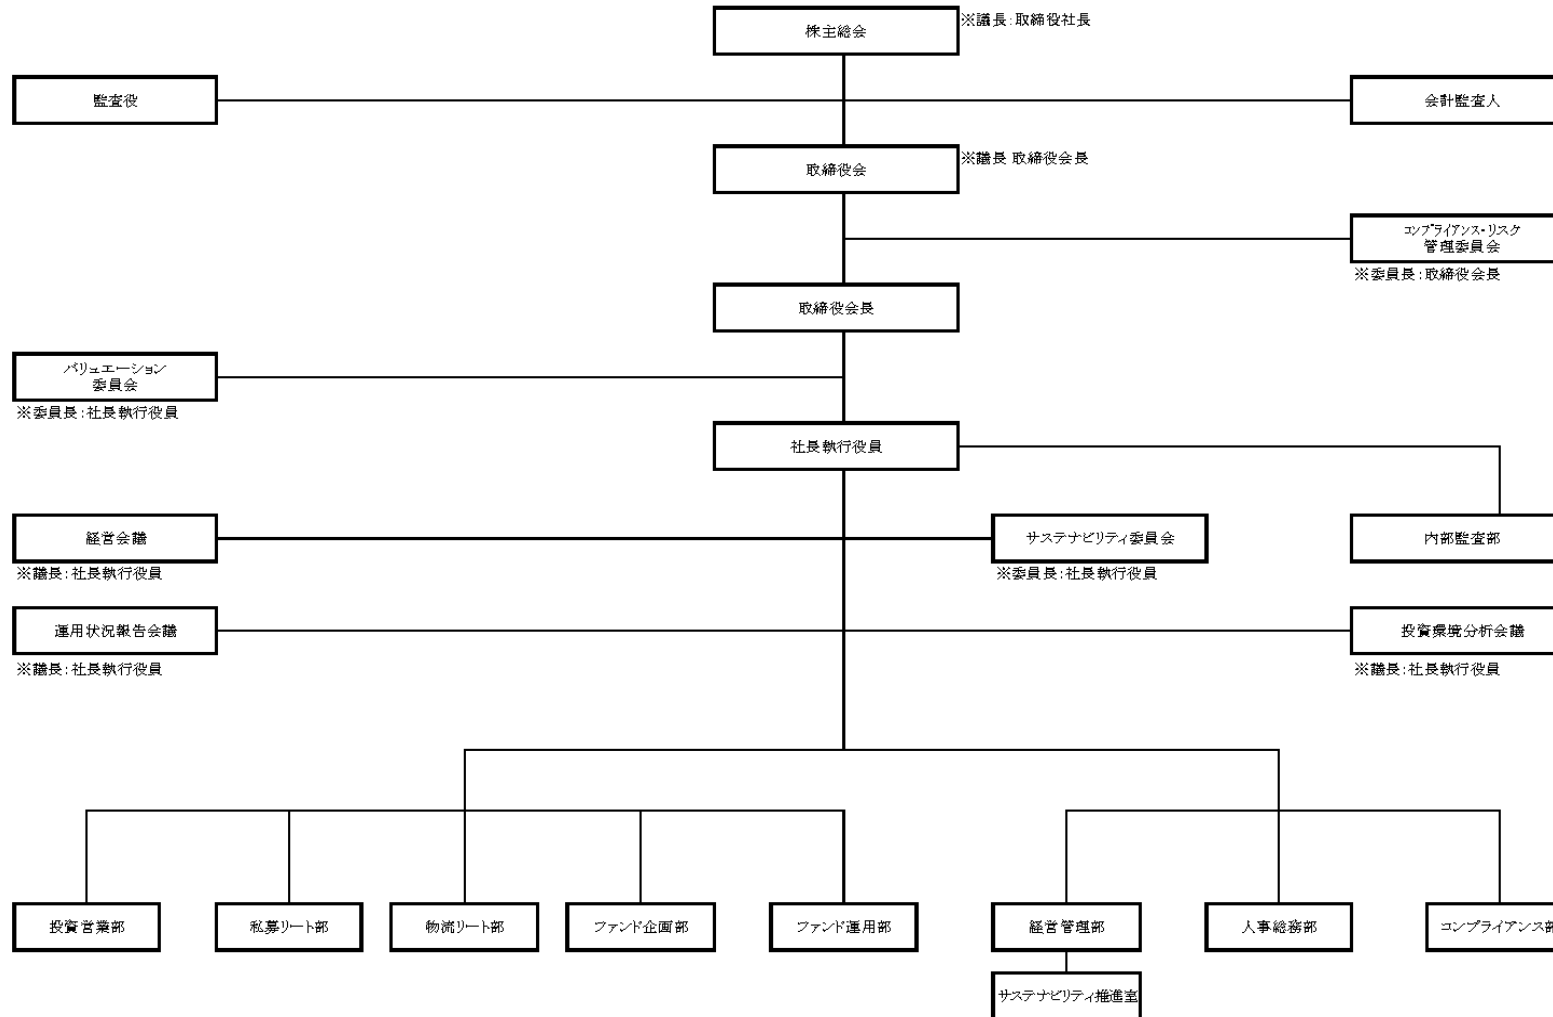 株主総会
※議長:取締役社長
監査役
会計監査人
取締役会
※議長 取締役会長
コンプライアンス・リスク
管理委員会
※委員長:取締役会長
取締役会長
バリュエーション
委員会
※委員長:社長執行役員
社長執行役員
経営会議
サステナビリティ委員会
内部監査部
※議長:社長執行役員
※委員長:社長執行役員
運用状況報告会議
投資環境分析会議
※議長:社長執行役員
※議長:社長執行役員
投資営業部
私募リート部
物流リート部
ファンド企画部
ファンド運用部
経営管理部
人事総務部
コンプライアンス部
サステナビリティ推進室